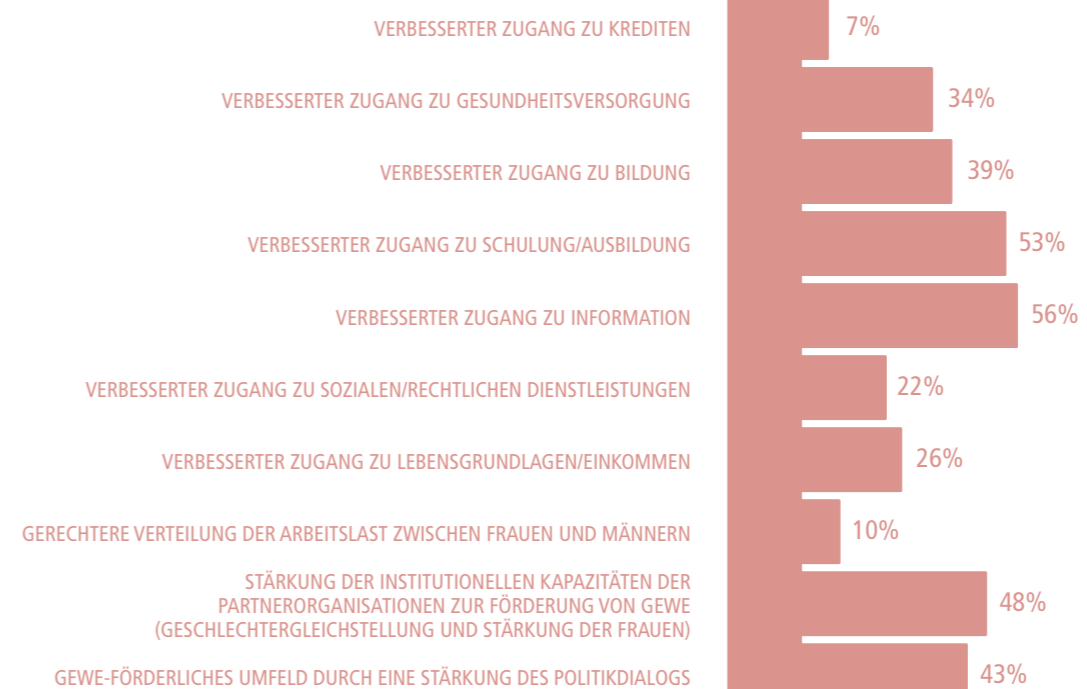 VERBESSERTER ZUGANG ZU KREDITEN 7%
VERBESSERTER ZUGANG ZU GESUNDHEITSVERSORGUNG 34%
VERBESSERTER ZUGANG ZU BILDUNG 39%
VERBESSERTER ZUGANG ZU SCHULUNG/AUSBILDUNG 53%
VERBESSERTER ZUGANG ZU INFORMATION 56%
VERBESSERTER ZUGANG ZU SOZIALEN/RECHTLICHEN DIENSTLEISTUNGEN 22%
VERBESSERTER ZUGANG ZU LEBENSGRUNDLAGEN/EINKOMMEN 26%
GERECHTERE VERTEILUNG DER ARBEITSLAST ZWISCHEN FRAUEN UND MÄNNERN 10%
STÄRKUNG DER INSTITUTIONELLEN KAPAZITÄTEN DER
PARTNERORGANISATIONEN ZUR FÖRDERUNG VON GEWE 48%
(GESCHLECHTERGLEICHSTELLUNG UND STÄRKUNG DER FRAUEN)
GEWE-FÖRDERLICHES UMFELD DURCH EINE STÄRKUNG DES POLITIKDIALOGS 43%